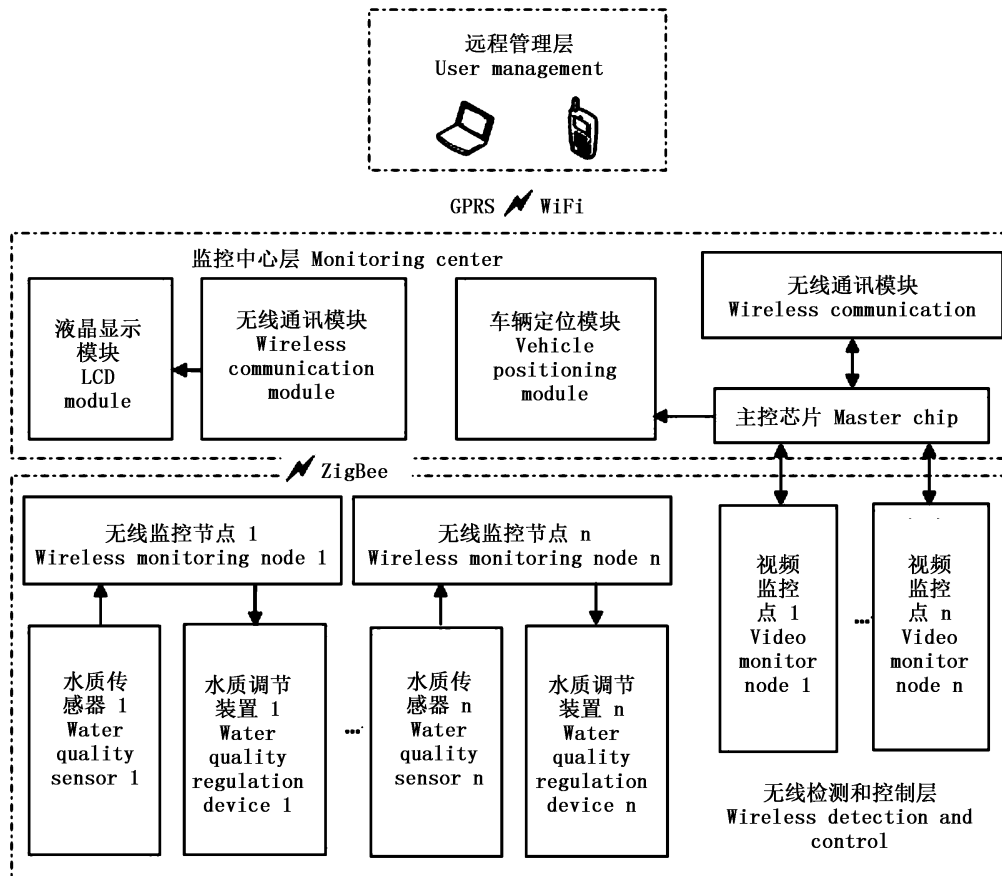 远程管理层
User management
GPRS WiFi
监控中心层 Monitoring center
液晶显示
模块
LCD
module
无线通讯模块
Wireless
communication
module
车辆定位模块
Vehicle
positioning
module
无线通讯模块
Wireless communication
主控芯片 Master chip
ZigBee
无线监控节点 1
Wireless monitoring node 1
无线监控节点 n
Wireless monitoring node n
水质传
感器 1
Water
quality
sensor 1
水质调节
装置 1
Water
quality
regulation
device 1
…
水质传
感器 n
Water
quality
sensor n
水质调节
装置 n
Water
quality
regulation
device n
视频
监控
点 1
Video
monitor
node 1
…
视频
监控
点 n
Video
monitor
node n
无线检测和控制层
Wireless detection and
control